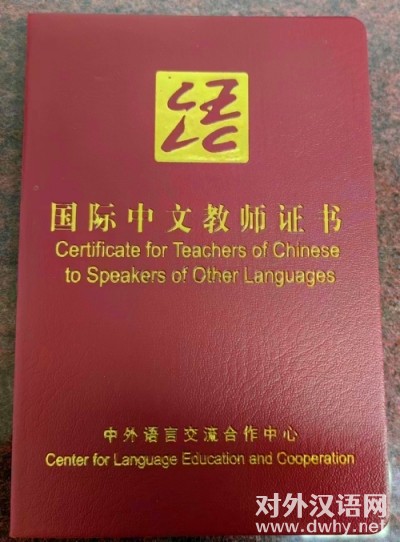 语
国际中文教师证书
Certificate for Teachers of Chinese
to Speakers of Other Languages
中外语言交流合作中心
Center for Language Education and Cooperation
对外汉语网
www.dwhy.net